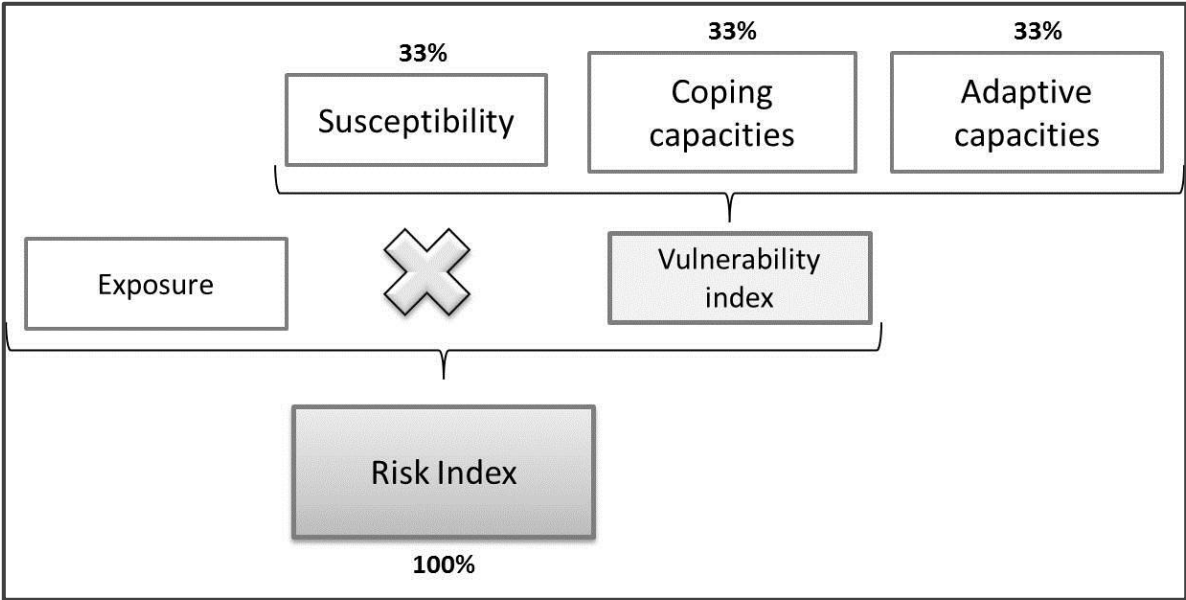 33%
33%
33%
Susceptibility
Coping
capacities
Adaptive
capacities
Exposure
Vulnerability
index
Risk Index
100%